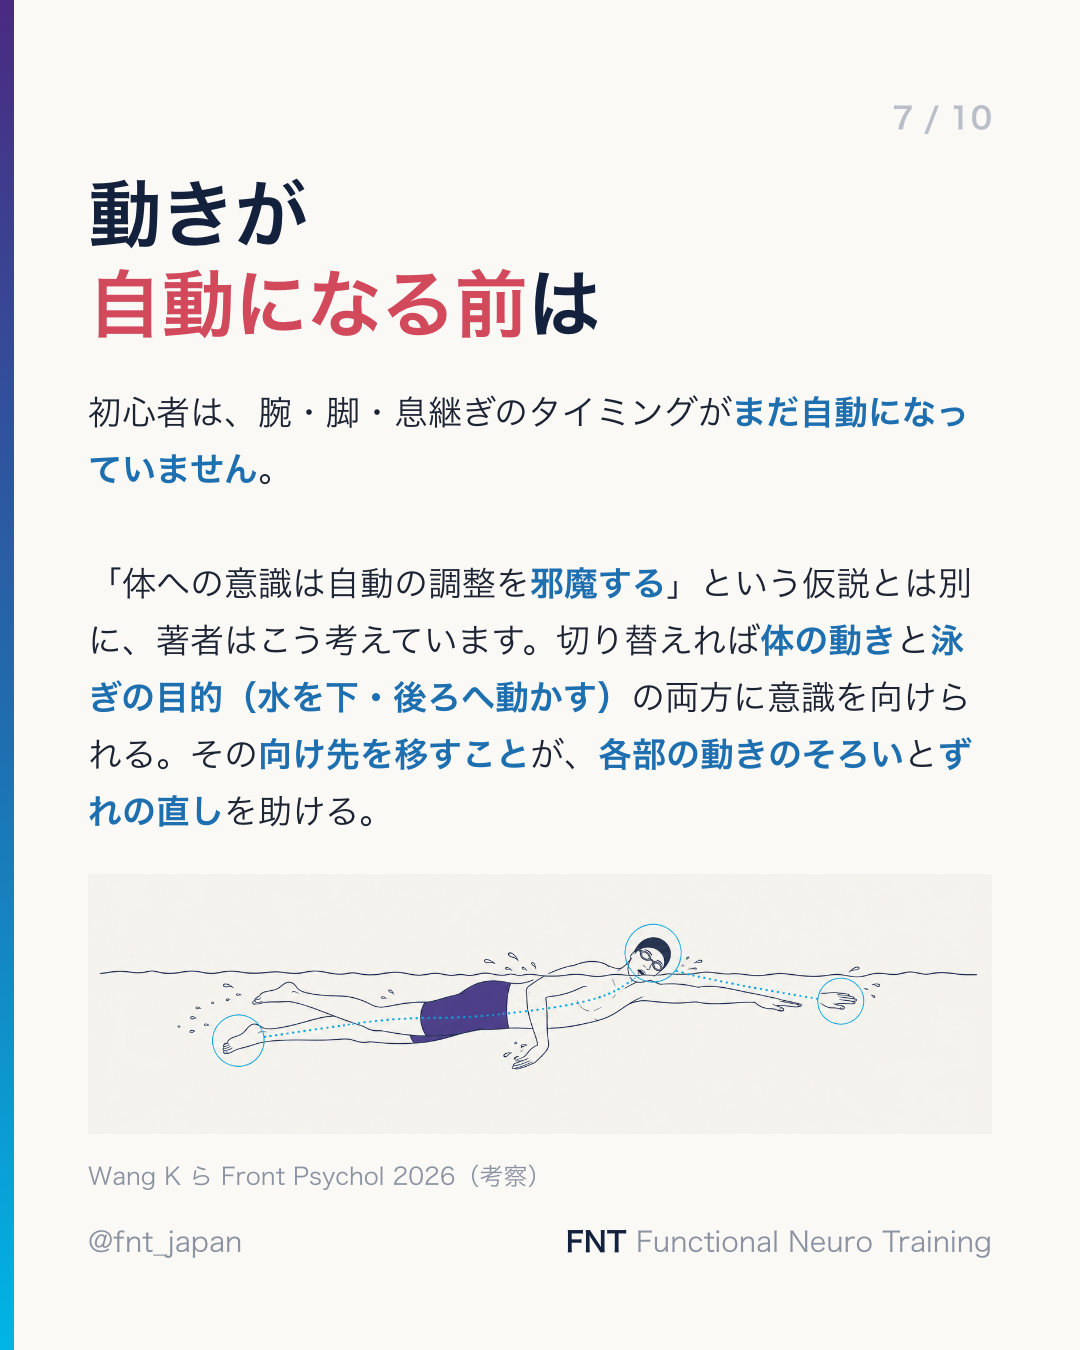 7 / 10
動きが
自動になる前は
初心者は、腕・脚・息継ぎのタイミングがまだ自動になっ
ていません。
「体への意識は自動の調整を邪魔する」という仮説とは別
に、著者はこう考えています。切り替えれば体の動きと泳
ぎの目的（水を下・後ろへ動かす）の両方に意識を向けら
れる。その向け先を移すことが、各部の動きのそろいとず
れの直しを助ける。
Wang K ら Front Psychol 2026（考察）
@fnt_japan
FNT Functional Neuro Training